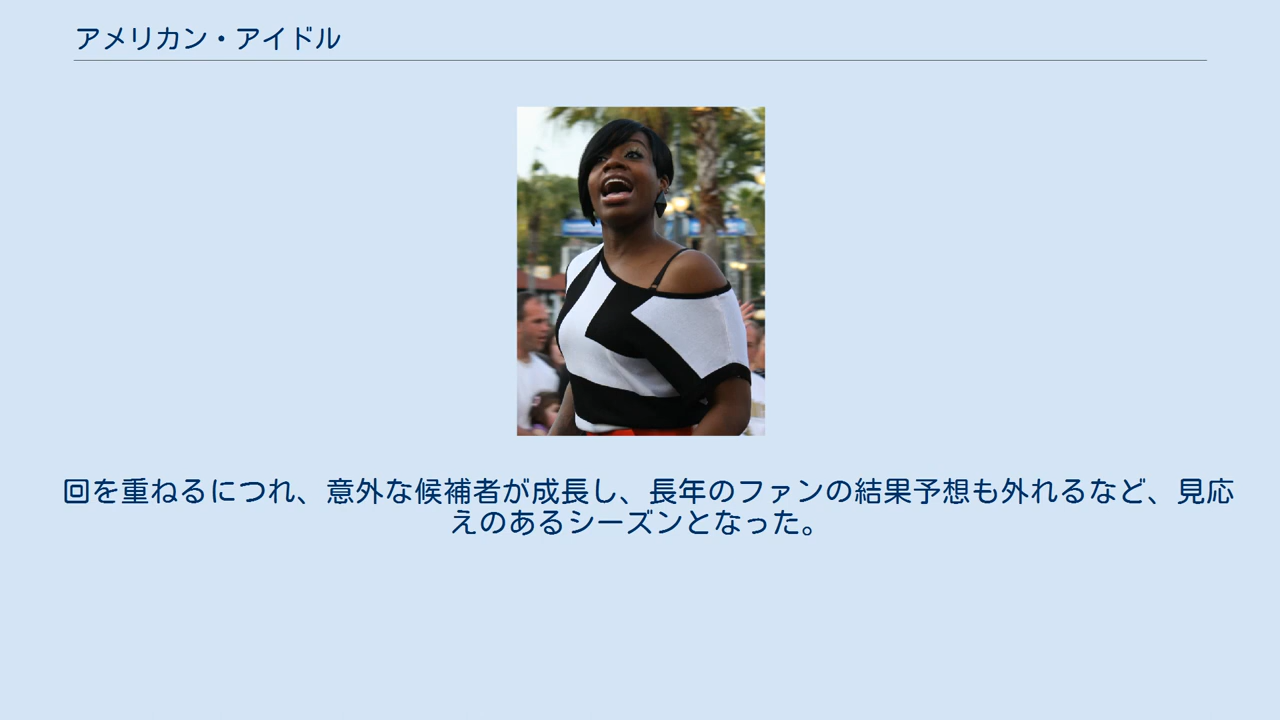 アメリカン・アイドル
回を重ねるにつれ、意外な候補者が成長し、長年のファンの結果予想も外れるなど、見応
えのあるシーズンとなった。